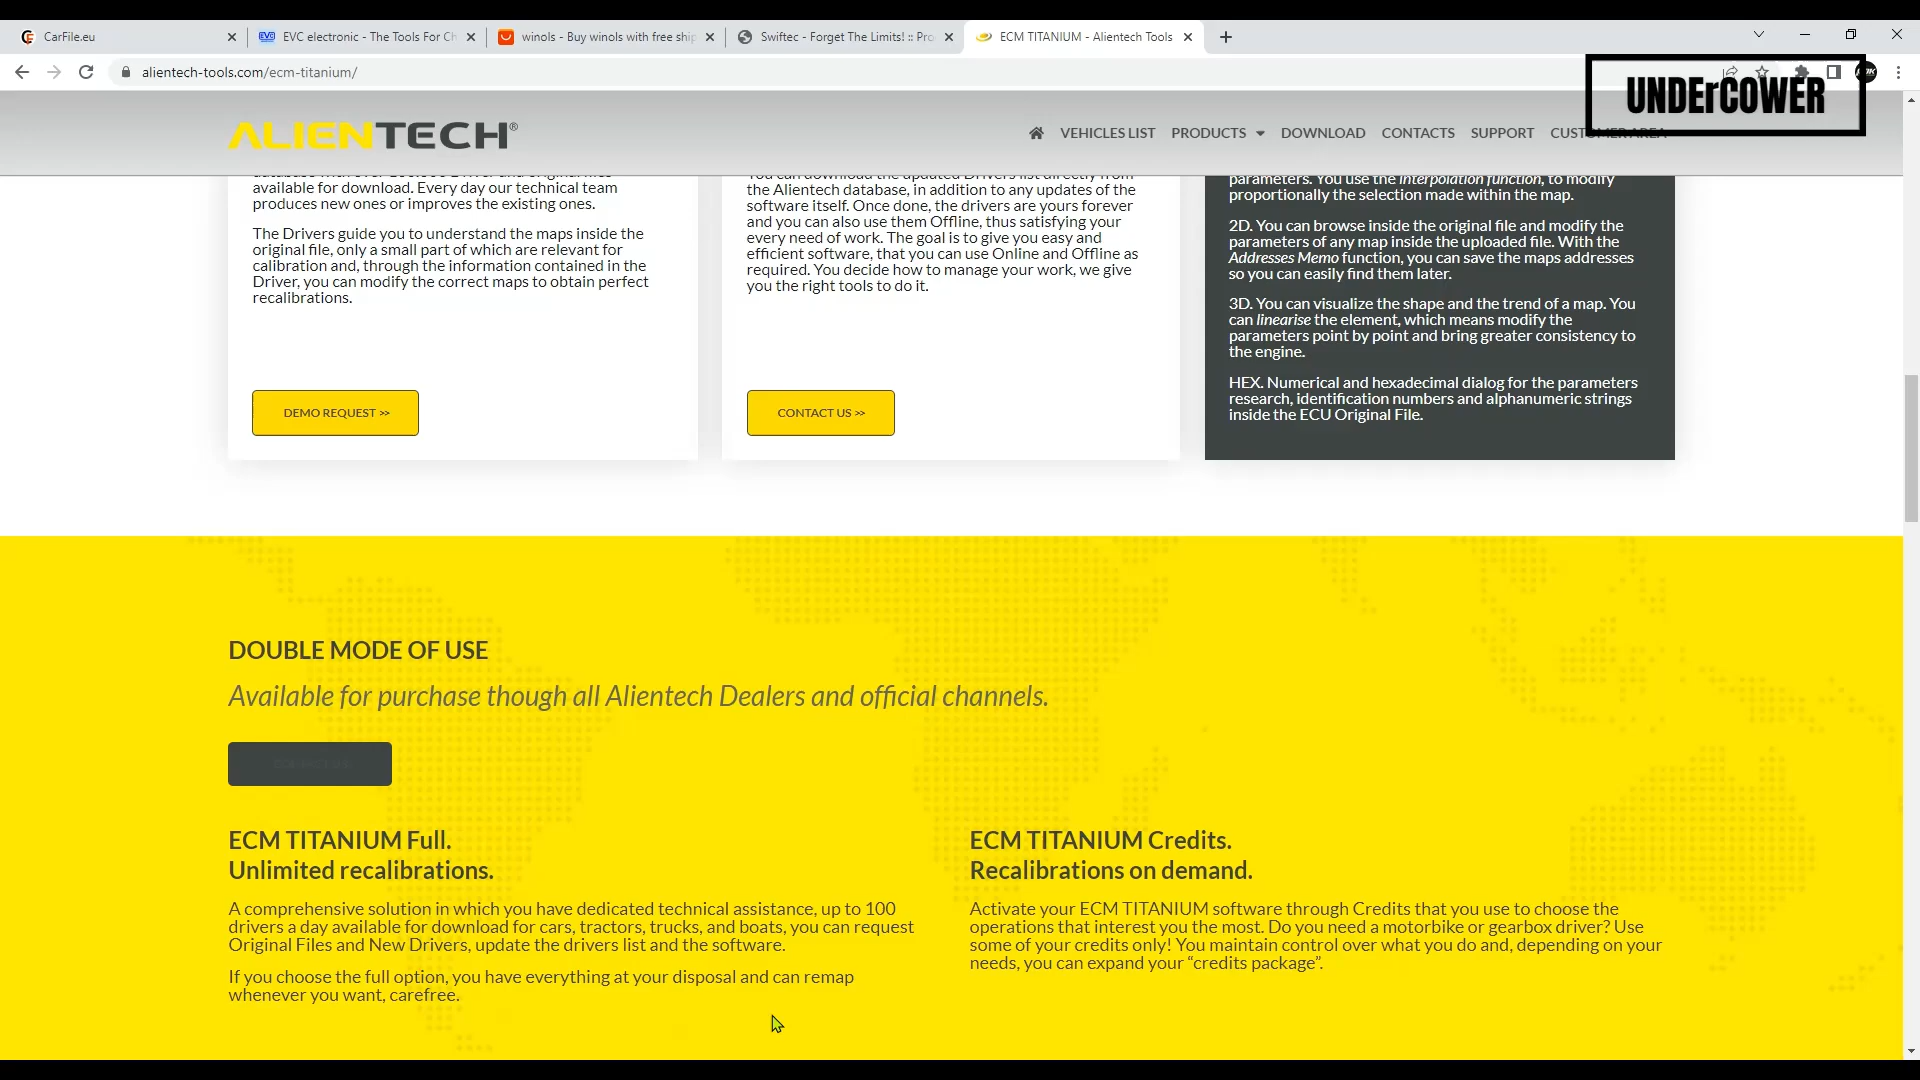 CarFile.eu
EVC electronic - The Tools For Ch
winols - Buy winols with free ship
Swiftec - Forget The Limits! :: Pro
ECM TITANIUM - Alientech Tools
alientech-tools.com/ecm-titanium/
UNDErCOWER
ALIENTECH®
VEHICLES LIST
PRODUCTS
DOWNLOAD
CONTACTS
SUPPORT
CUSTOMER AREA
available for download. Every day our technical team
produces new ones or improves the existing ones.
The Drivers guide you to understand the maps inside the
original file, only a small part of which are relevant for
calibration and, through the information contained in the
Driver, you can modify the correct maps to obtain perfect
recalibrations.
DEMO REQUEST >>
You can download the updated Drivers list directly from
the Alientech database, in addition to any updates of the
software itself. Once done, the drivers are yours forever
and you can also use them Offline, thus satisfying your
every need of work. The goal is to give you easy and
efficient software, that you can use Online and Offline as
required. You decide how to manage your work, we give
you the right tools to do it.
CONTACT US >>
parameters. You use the interpolation function, to modify
proportionally the selection made within the map.
2D. You can browse inside the original file and modify the
parameters of any map inside the uploaded file. With the
Addresses Memo function, you can save the maps addresses
so you can easily find them later.
3D. You can visualize the shape and the trend of a map. You
can linearise the element, which means modify the
parameters point by point and bring greater consistency to
the engine.
HEX. Numerical and hexadecimal dialog for the parameters
research, identification numbers and alphanumeric strings
inside the ECU Original File.
DOUBLE MODE OF USE
Available for purchase though all Alientech Dealers and official channels.
ECM TITANIUM Full.
Unlimited recalibrations.
A comprehensive solution in which you have dedicated technical assistance, up to 100
drivers a day available for download for cars, tractors, trucks, and boats, you can request
Original Files and New Drivers, update the drivers list and the software.
If you choose the full option, you have everything at your disposal and can remap
whenever you want, carefree.
ECM TITANIUM Credits.
Recalibrations on demand.
Activate your ECM TITANIUM software through Credits that you use to choose the
operations that interest you the most. Do you need a motorbike or gearbox driver? Use
some of your credits only! You maintain control over what you do and, depending on your
needs, you can expand your “credits package”.